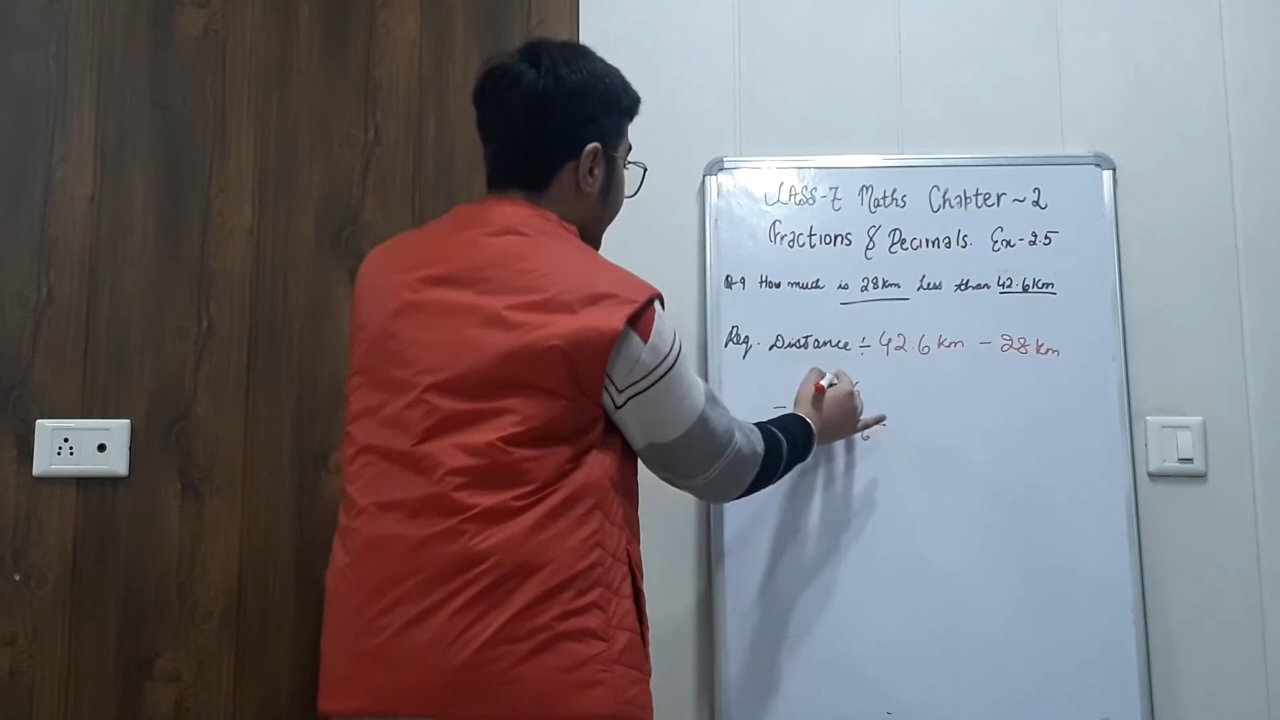 CLASS-7 Maths Chapter ~ 2
Fractions & Decimals. Ex-2.5
Q-9 How much is 28km less than 42.6km
Req. Distance ÷ 42.6 km - 28 km